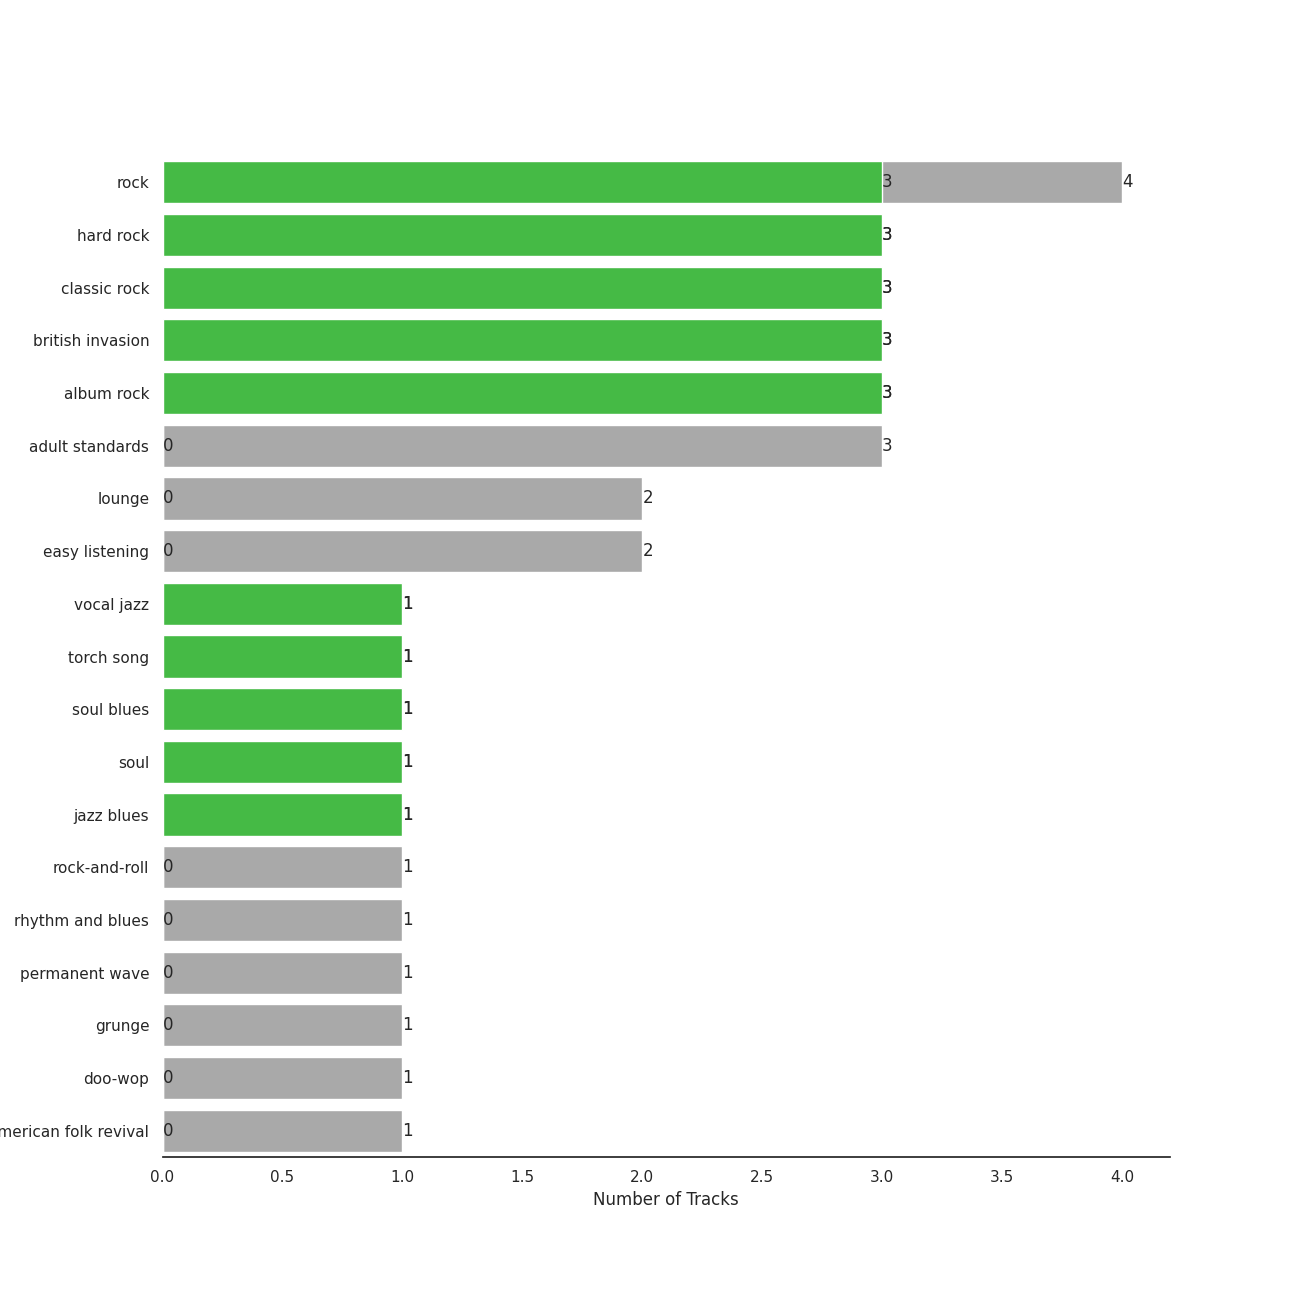 rock 3 4
hard rock 3
classic rock 3
british invasion 3
album rock 3
adult standards 0 3
lounge 0 2
easy listening 0 2
vocal jazz 1
torch song 1
soul blues 1
soul 1
jazz blues 1
rock-and-roll 0 1
rhythm and blues 0 1
permanent wave 0 1
grunge 0 1
doo-wop 0 1
merican folk revival 0 1
0.0 0.5 1.0 1.5 2.0 2.5 3.0 3.5 4.0
Number of Tracks